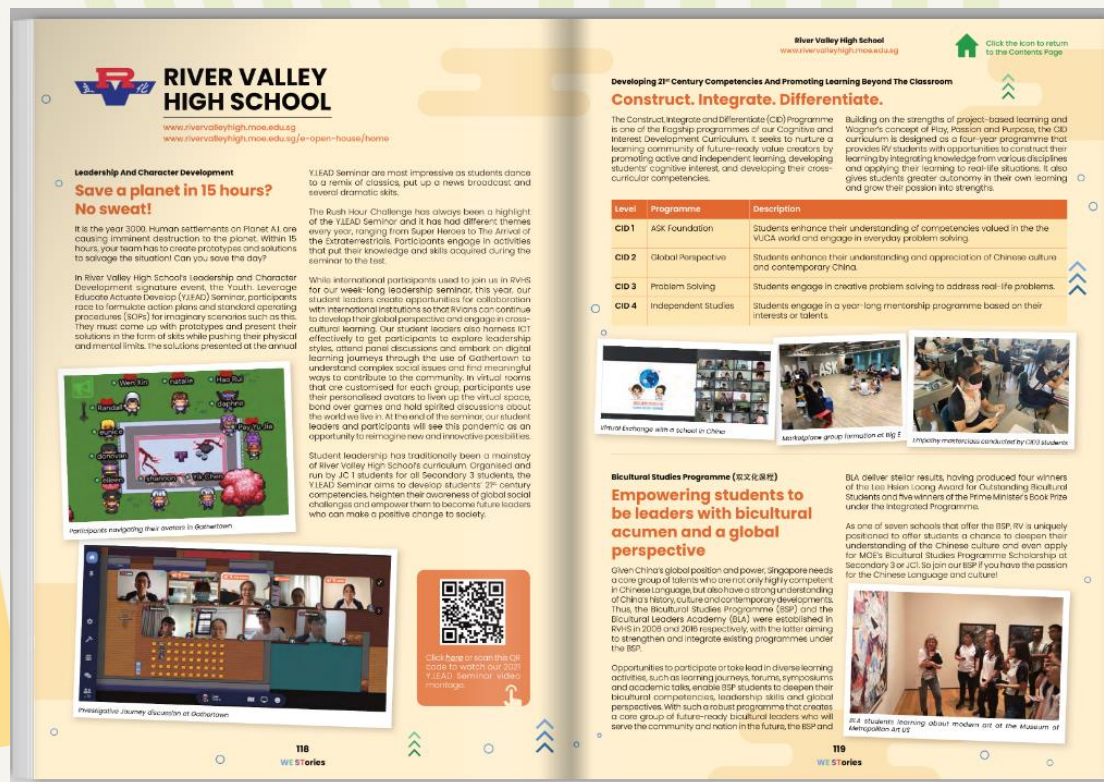 RIVER VALLEY
HIGH SCHOOL
www.rivervalleyhigh.moe.edu.sg
www.rivervalleyhigh.moe.edu.sg/e-open-house/home
Leadership And Character Development
Save a planet in 15 hours?
No sweat!
It is the year 3000. Human settlements on Planet A.I. are
causing imminent destruction to the planet. Within 15
hours, your team has to create prototypes and solutions
to salvage the situation! Can you save the day?
In River Valley High School's Leadership and Character
Development signature event, the Youth. Leverage
Educate Actuate Develop (Y.LEAD) Seminar, participants
race to formulate action plans and standard operating
procedures (SOPs) for imaginary scenarios such as this.
They must come up with prototypes and present their
solutions in the form of skits while pushing their physical
and mental limits. The solutions presented at the annual
Wen Xin
natalie
Hao Rui
Randall
daphne
eunice
Pay Yu Jia
donovan
eileen
shannon
Yik Chen
Participants navigating their avatars in Gathertown
Investigative Journey discussion at Gathertown
Y.LEAD Seminar are most impressive as students dance
to a remix of classics, put up a news broadcast and
several dramatic skits.
The Rush Hour Challenge has always been a highlight
of the Y.LEAD Seminar and it has had different themes
every year, ranging from Super Heroes to The Arrival of
the Extraterrestrials. Participants engage in activities
that put their knowledge and skills acquired during the
seminar to the test.
While international participants used to join us in RVHS
for our week-long leadership seminar, this year, our
student leaders create opportunities for collaboration
with international institutions so that RVians can continue
to develop their global perspective and engage in cross-
cultural learning. Our student leaders also harness ICT
effectively to get participants to explore leadership
styles, attend panel discussions and embark on digital
learning journeys through the use of Gathertown to
understand complex social issues and find meaningful
ways to contribute to the community. In virtual rooms
that are customised for each group, participants use
their personalised avatars to liven up the virtual space,
bond over games and hold spirited discussions about
the world we live in. At the end of the seminar, our student
leaders and participants will see this pandemic as an
opportunity to reimagine new and innovative possibilities.
Student leadership has traditionally been a mainstay
of River Valley High School's curriculum. Organised and
run by JC 1 students for all Secondary 3 students, the
Y.LEAD Seminar aims to develop students' 21st century
competencies, heighten their awareness of global social
challenges and empower them to become future leaders
who can make a positive change to society.
Click here or scan this QR
code to watch our 2021
Y.LEAD Seminar video
montage.
118
WE STories
River Valley High School
www.rivervalleyhigh.moe.edu.sg
Click the icon to return
to the Contents Page
Developing 21st Century Competencies And Promoting Learning Beyond The Classroom
Construct. Integrate. Differentiate.
The Construct, Integrate and Differentiate (CID) Programme
is one of the flagship programmes of our Cognitive and
Interest Development Curriculum. It seeks to nurture a
learning community of future-ready value creators by
promoting active and independent learning, developing
students' cognitive interest, and developing their cross-
curricular competencies.
Building on the strengths of project-based learning and
Wagner's concept of Play, Passion and Purpose, the CID
curriculum is designed as a four-year programme that
provides RV students with opportunities to construct their
learning by integrating knowledge from various disciplines
and applying their learning to real-life situations. It also
gives students greater autonomy in their own learning
and grow their passion into strengths.
Level Programme Description
CID 1 ASK Foundation Students enhance their understanding of competencies valued in the the
VUCA world and engage in everyday problem solving.
CID 2 Global Perspective Students enhance their understanding and appreciation of Chinese culture
and contemporary China.
CID 3 Problem Solving Students engage in creative problem solving to address real-life problems.
CID 4 Independent Studies Students engage in a year-long mentorship programme based on their
interests or talents.
ASK
Virtual Exchange with a school in China
Marketplace group formation at Big E
Empathy masterclass conducted by CID3 students
Bicultural Studies Programme (双文化课程)
Empowering students to
be leaders with bicultural
acumen and a global
perspective
Given China's global position and power, Singapore needs
a core group of talents who are not only highly competent
in Chinese Language, but also have a strong understanding
of China's history, culture and contemporary developments.
Thus, the Bicultural Studies Programme (BSP) and the
Bicultural Leaders Academy (BLA) were established in
RVHS in 2008 and 2016 respectively, with the latter aiming
to strengthen and integrate existing programmes under
the BSP.
Opportunities to participate or take lead in diverse learning
activities, such as learning journeys, forums, symposiums
and academic talks, enable BSP students to deepen their
bicultural competencies, leadership skills and global
perspectives. With such a robust programme that creates
a core group of future-ready bicultural leaders who will
serve the community and nation in the future, the BSP and
BLA deliver stellar results, having produced four winners
of the Lee Hsien Loong Award for Outstanding Bicultural
Students and five winners of the Prime Minister's Book Prize
under the Integrated Programme.
As one of seven schools that offer the BSP, RV is uniquely
positioned to offer students a chance to deepen their
understanding of the Chinese culture and even apply
for MOE's Bicultural Studies Programme Scholarship at
Secondary 3 or JC1. So join our BSP if you have the passion
for the Chinese Language and culture!
BLA students learning about modern art at the Museum of
Metropolitan Art US
119
WE STories